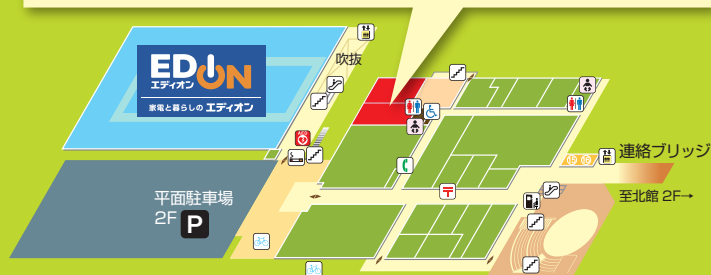 吹抜
EDION
エディオン
家電と暮らしの エディオン
連絡ブリッジ
至北館 2F→
平面駐車場
2F P